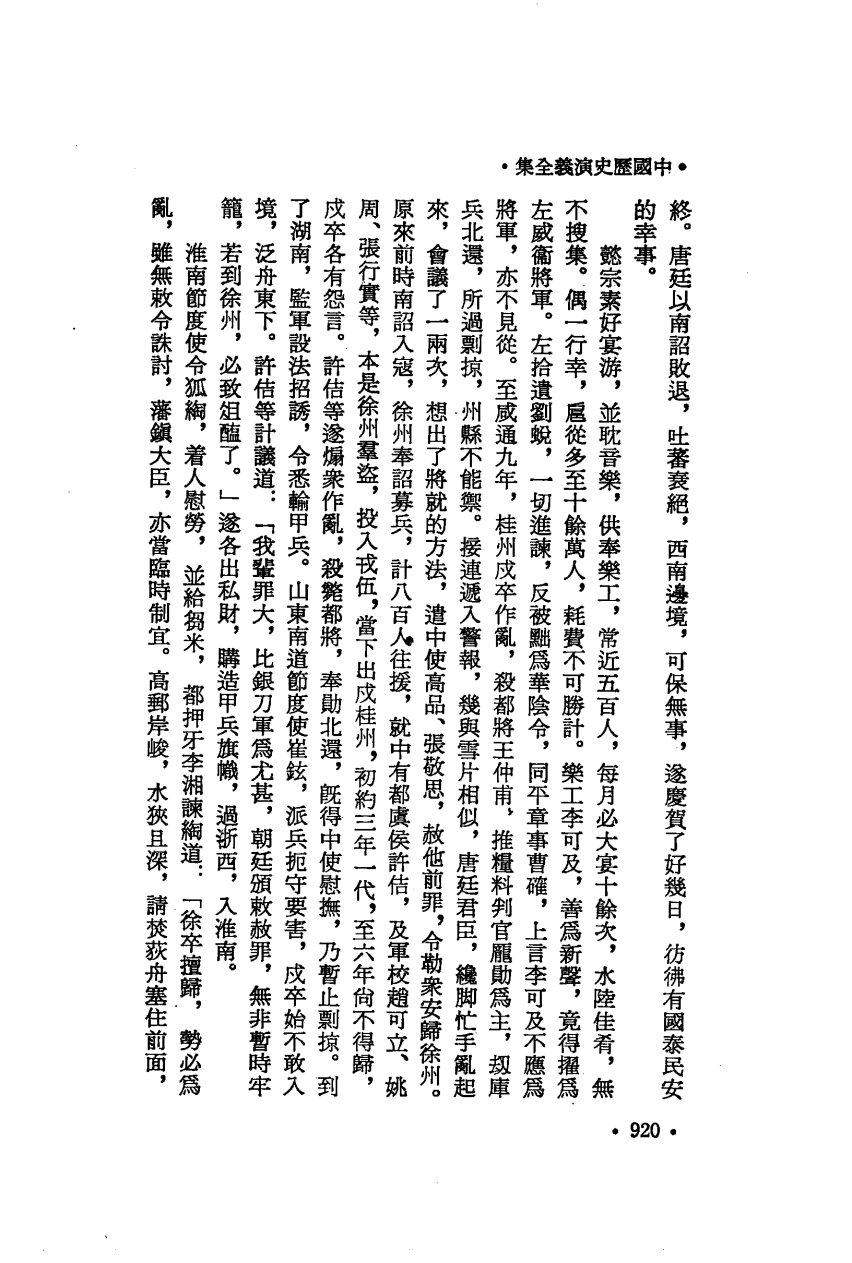 •中國歷史演義全集•
終。唐廷以南詔敗退，吐蕃衰絕，西南邊境，可保無事，遂慶賀了好幾日，彷彿有國泰民安
的幸事。
懿宗素好宴游，並耽音樂，供奉樂工，常近五百人，每月必大宴十餘次，水陸佳肴，無
不搜集。偶一行幸，扈從多至十餘萬人，耗費不可勝計。樂工李可及，善爲新聲，竟得擢爲
左威衞將軍。左拾遺劉蛻，一切進諫，反被黜爲華陰令，同平章事曹確，上言李可及不應爲
將軍，亦不見從。至咸通九年，桂州戍卒作亂，殺都將王仲甫，推糧料判官龐勛爲主，刼庫
兵北還，所過剽掠，州縣不能禦。接連遞入警報，幾與雪片相似，唐廷君臣，纔脚忙手亂起
來，會議了一兩次，想出了將就的方法，遣中使高品、張敬思，赦他前罪，令勒衆安歸徐州。
原來前時南詔入寇，徐州奉詔募兵，計八百人往援，就中有都虞侯許佶，及軍校趙可立、姚
周、張行實等，本是徐州羣盜，投入戎伍，當下出戍桂州，初約三年一代，至六年尙不得歸，
戍卒各有怨言。許佶等遂煽衆作亂，殺斃都將，奉勛北還，旣得中使慰撫，乃暫止剽掠。到
了湖南，監軍設法招誘，令悉輸甲兵。山東南道節度使崔鉉，派兵扼守要害，戍卒始不敢入
境，泛舟東下。許佶等計議道：「我輩罪大，比銀刀軍爲尤甚，朝廷頒敕赦罪，無非暫時牢
籠，若到徐州，必致俎醢了。」遂各出私財，購造甲兵旗幟，過浙西，入淮南。
淮南節度使令狐綯，着人慰勞，並給芻米，都押牙李湘諫綯道：「徐卒擅歸，勢必爲
亂，雖無敕令誅討，藩鎭大臣，亦當臨時制宜。高郵岸峻，水狹且深，請焚荻舟塞住前面，
•920•